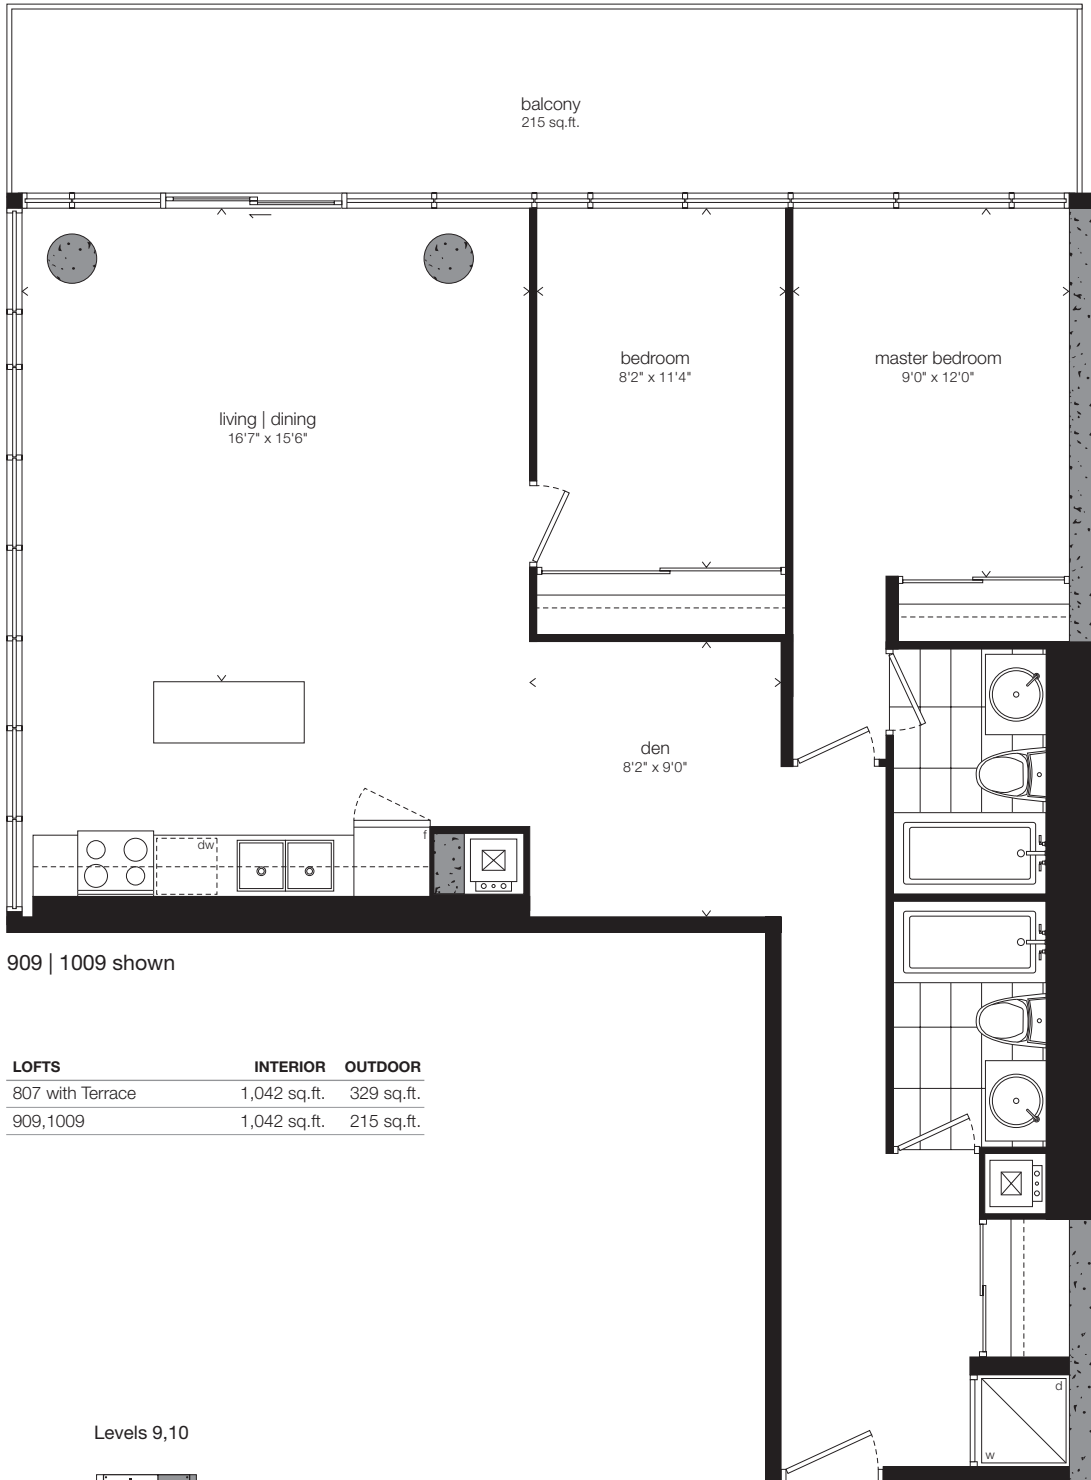 balcony
215 sq.ft.
bedroom
8'2" x 11'4"
master bedroom
9'0" x 12'0"
living | dining
16'7" x 15'6"
den
8'2" x 9'0"
dw
f
909 | 1009 shown
LOFTS INTERIOR OUTDOOR
807 with Terrace 1,042 sq.ft. 329 sq.ft.
909,1009 1,042 sq.ft. 215 sq.ft.
d
w
Levels 9,10